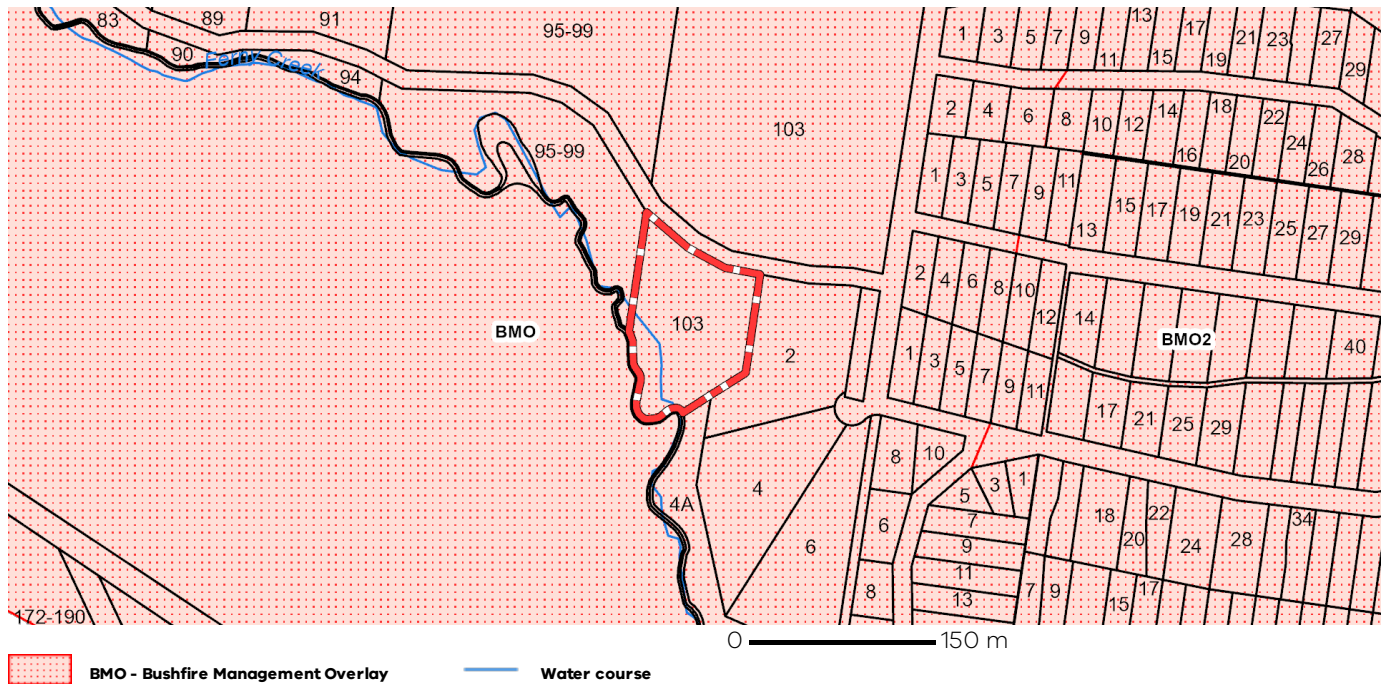 83 89 91 95-99
90 Ferny Creek 94
1 3 5 7 9 11 13 15 17 19 21 23 27 29
103
95-99
2 4 6 8 10 12 14 16 18 20 22 24 26 28
1 3 5 7 9 11 13 15 17 19 21 23 25 27 29
2 4 6 8 10 12 14
BMO
103
2
BMO2
40
1 3 5 7 9 11 17 21 25 29
8 10
4
4A
6
6
8
5 3 1
7
9
11
13
18 20 22 24 28 34
7 9 15 17
172-190
0 150 m
BMO - Bushfire Management Overlay
Water course